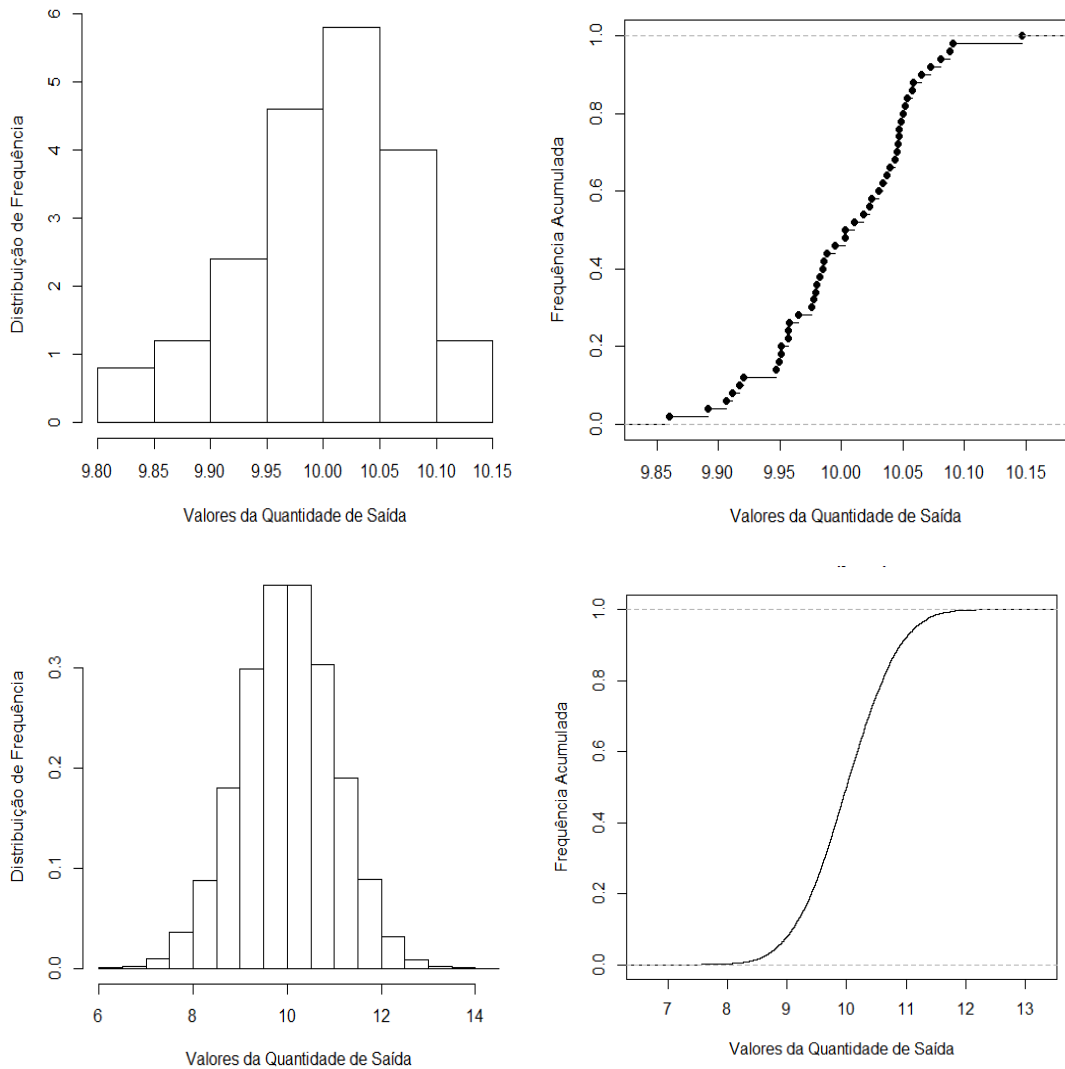 Distribuição de Frequência
0 1 2 3 4 5 6
9.80 9.85 9.90 9.95 10.00 10.05 10.10 10.15
Valores da Quantidade de Saída
Frequência Acumulada
0.0 0.2 0.4 0.6 0.8 1.0
9.85 9.90 9.95 10.00 10.05 10.10 10.15
Valores da Quantidade de Saída
Distribuição de Frequência
0.0 0.1 0.2 0.3
6 8 10 12 14
Valores da Quantidade de Saída
Frequência Acumulada
0.0 0.2 0.4 0.6 0.8 1.0
7 8 9 10 11 12 13
Valores da Quantidade de Saída